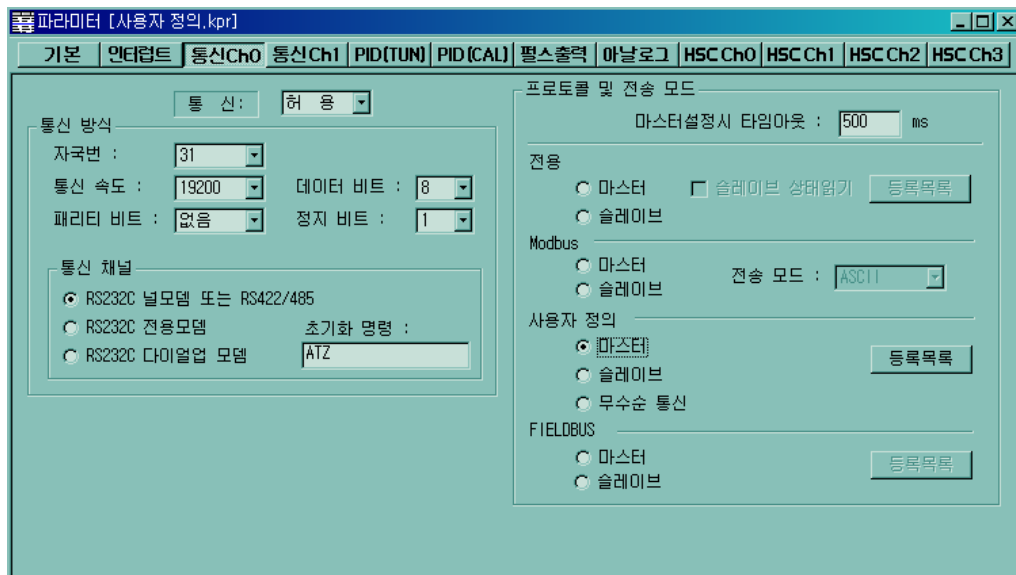 파라미터 [사용자 정의.kpr]
기본 인터럽트 통신Ch0 통신Ch1 PID(TUN) PID(CAL) 펄스출력 아날로그 HSC Ch0 HSC Ch1 HSC Ch2 HSC Ch3
통 신: 허 용
통신 방식
자국번 : 31
통신 속도 : 19200 데이터 비트 : 8
패리티 비트 : 없음 정지 비트 : 1
통신 채널
RS232C 널모뎀 또는 RS422/485
RS232C 전용모뎀 초기화 명령 :
RS232C 다이얼업 모뎀 ATZ
프로토콜 및 전송 모드
마스터설정시 타임아웃 : 500 ms
전용
마스터 슬레이브 상태읽기 등록목록
슬레이브
Modbus
마스터 전송 모드 : ASCII
슬레이브
사용자 정의
마스터 등록목록
슬레이브
무수순 통신
FIELDBUS
마스터 등록목록
슬레이브